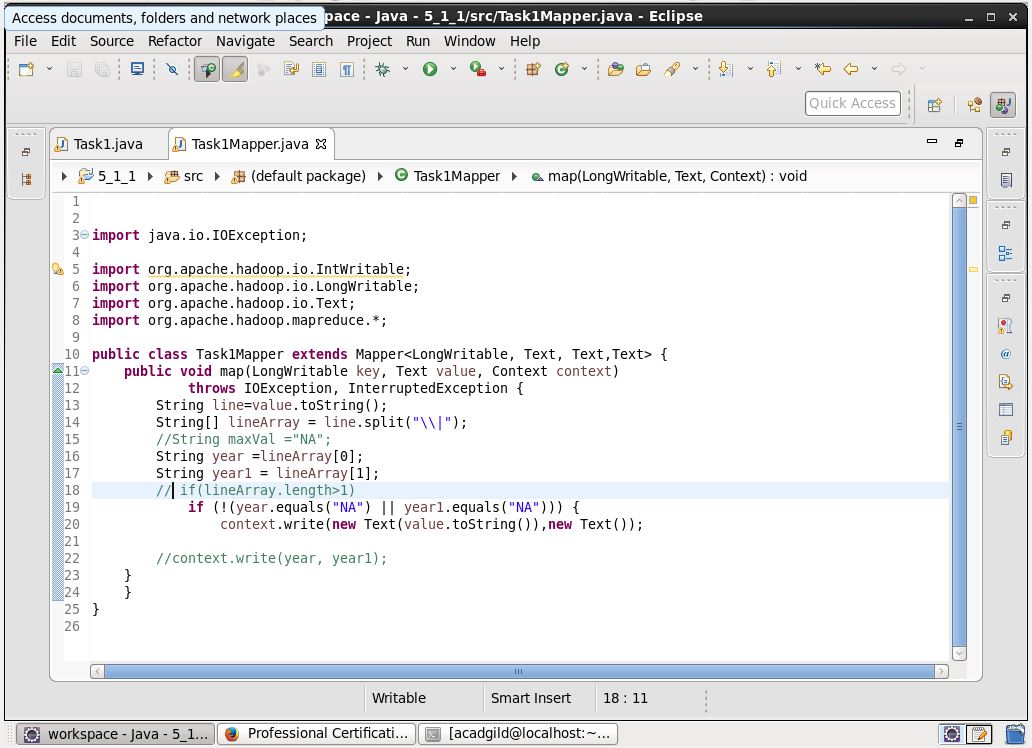 Access documents, folders and network places
pace - Java - 5_1_1/src/Task1Mapper.java - Eclipse
File Edit Source Refactor Navigate Search Project Run Window Help
Quick Access
Task1.java Task1Mapper.java
5_1_1 src (default package) Task1Mapper map(LongWritable, Text, Context) : void
1
2
3 import java.io.IOException;
4
5 import org.apache.hadoop.io.IntWritable;
6 import org.apache.hadoop.io.LongWritable;
7 import org.apache.hadoop.io.Text;
8 import org.apache.hadoop.mapreduce.*;
9
10 public class Task1Mapper extends Mapper<LongWritable, Text, Text,Text> {
11 public void map(LongWritable key, Text value, Context context)
12 throws IOException, InterruptedException {
13 String line=value.toString();
14 String[] lineArray = line.split("\\|");
15 //String maxVal ="NA";
16 String year =lineArray[0];
17 String year1 = lineArray[1];
18 // if(lineArray.length>1)
19 if (!(year.equals("NA") || year1.equals("NA"))) {
20 context.write(new Text(value.toString()),new Text());
21
22 //context.write(year, year1);
23 }
24 }
25 }
26
Writable Smart Insert 18 : 11
workspace - Java - 5_1... Professional Certificati... [acadgild@localhost:~...